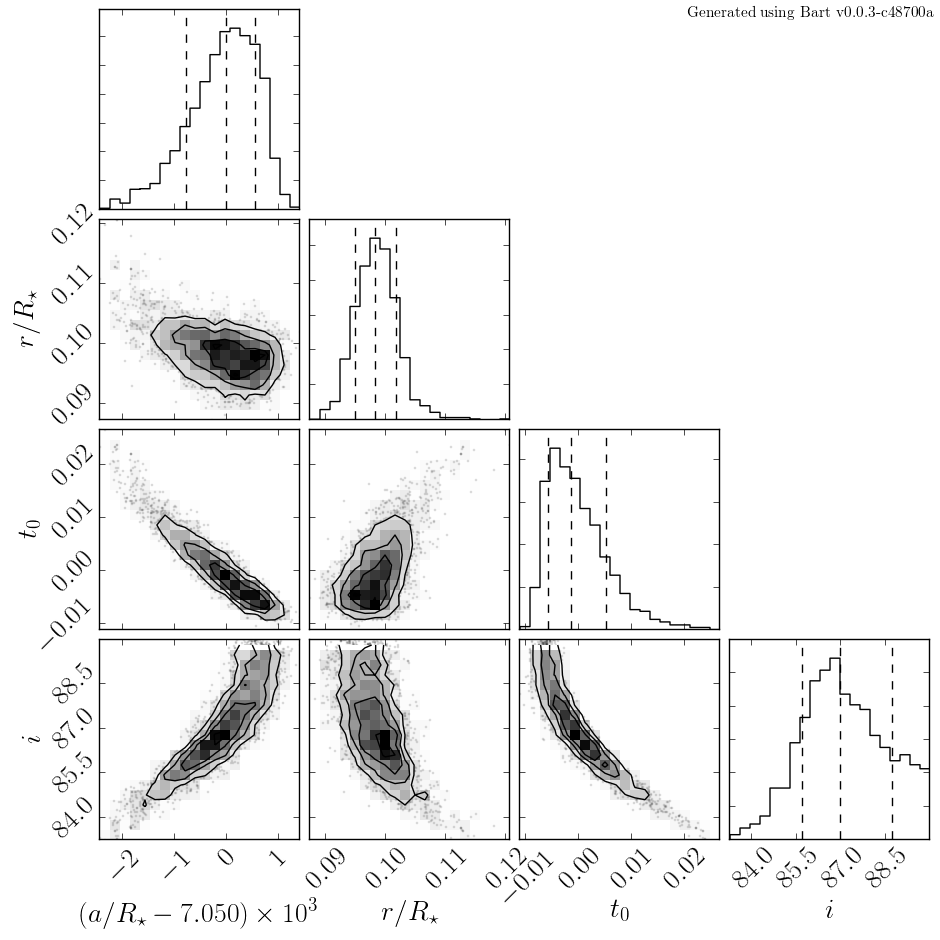 Generated using Bart v0.0.3-c48700a
0.12
0.11
0.10
0.09
r/R⋆
0.02
0.01
0.00
−0.01
t₀
88.5
87.0
85.5
84.0
i
−2 −1 0 1
0.09 0.10 0.11 0.12
−0.01 0.00 0.01 0.02
84.0 85.5 87.0 88.5
(a/R⋆ − 7.050) × 10³
r/R⋆
t₀
i